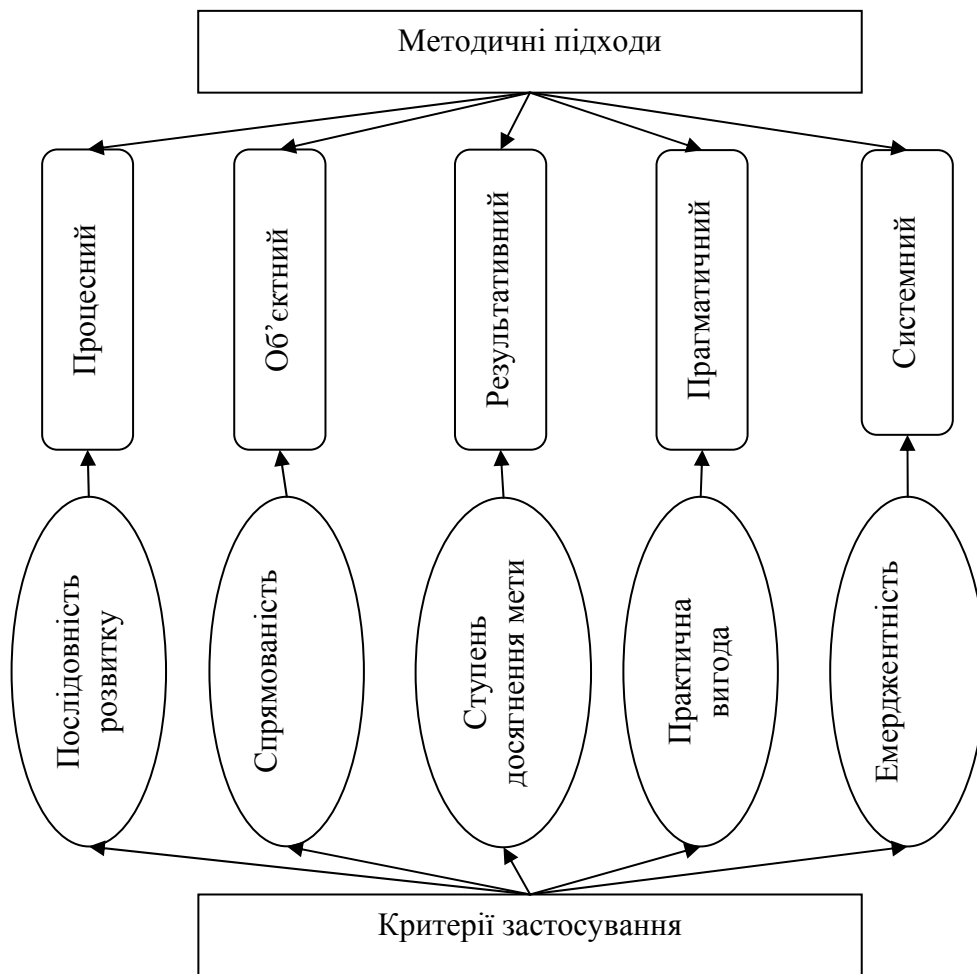 Методичні підходи
Процесний
Об’єктний
Результативний
Прагматичний
Системний
Послідовність
розвитку
Спрямованість
Ступень
досягнення мети
Практична
вигода
Емерджентність
Критерії застосування